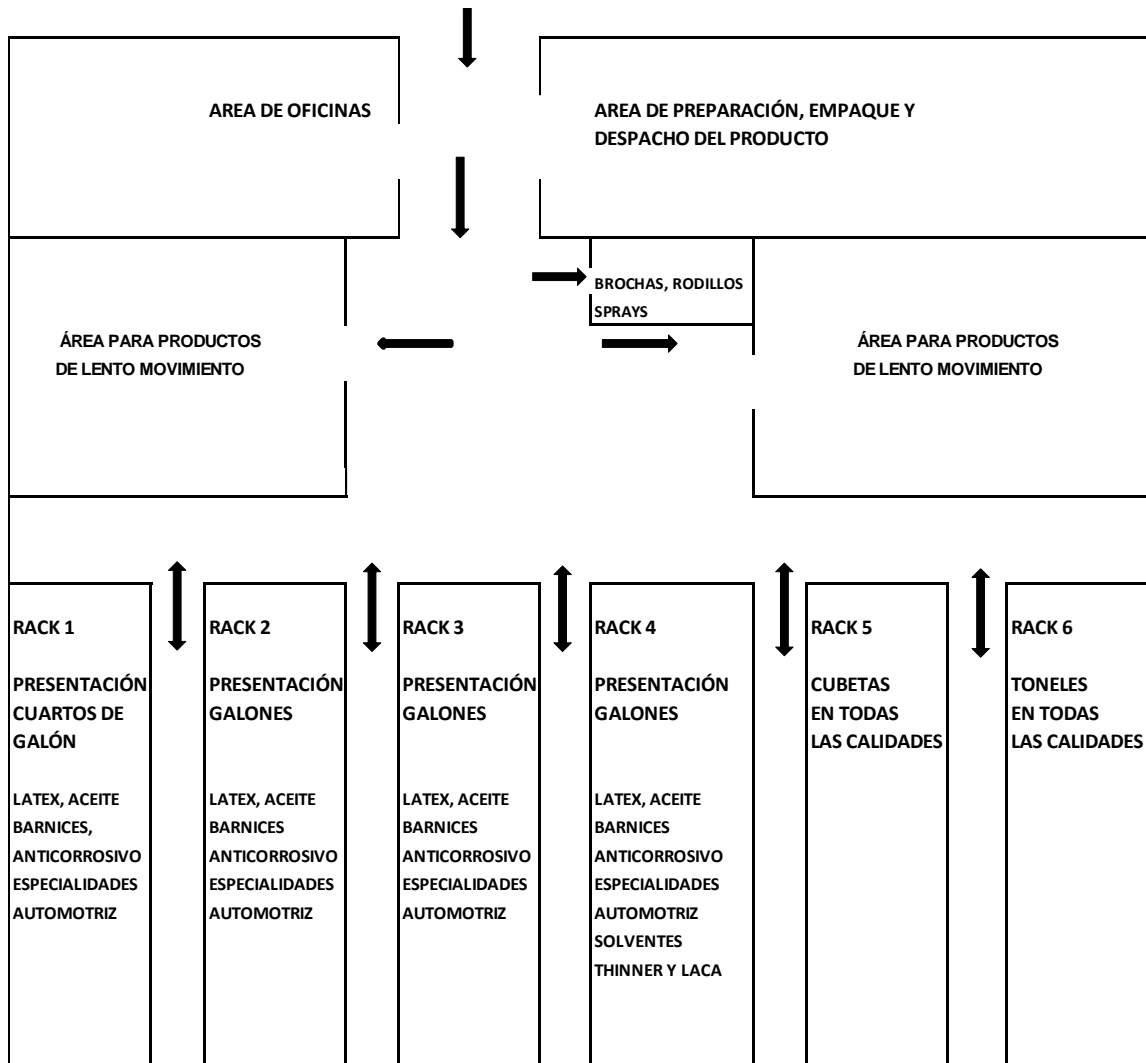 AREA DE OFICINAS
AREA DE PREPARACIÓN, EMPAQUE Y
DESPACHO DEL PRODUCTO
BROCHAS, RODILLOS
SPRAYS
ÁREA PARA PRODUCTOS
DE LENTO MOVIMIENTO
ÁREA PARA PRODUCTOS
DE LENTO MOVIMIENTO
RACK 1
PRESENTACIÓN
CUARTOS DE
GALÓN
LATEX, ACEITE
BARNICES,
ANTICORROSIVO
ESPECIALIDADES
AUTOMOTRIZ
RACK 2
PRESENTACIÓN
GALONES
LATEX, ACEITE
BARNICES
ANTICORROSIVO
ESPECIALIDADES
AUTOMOTRIZ
RACK 3
PRESENTACIÓN
GALONES
LATEX, ACEITE
BARNICES
ANTICORROSIVO
ESPECIALIDADES
AUTOMOTRIZ
RACK 4
PRESENTACIÓN
GALONES
LATEX, ACEITE
BARNICES
ANTICORROSIVO
ESPECIALIDADES
AUTOMOTRIZ
SOLVENTES
THINNER Y LACA
RACK 5
CUBETAS
EN TODAS
LAS CALIDADES
RACK 6
TONELES
EN TODAS
LAS CALIDADES